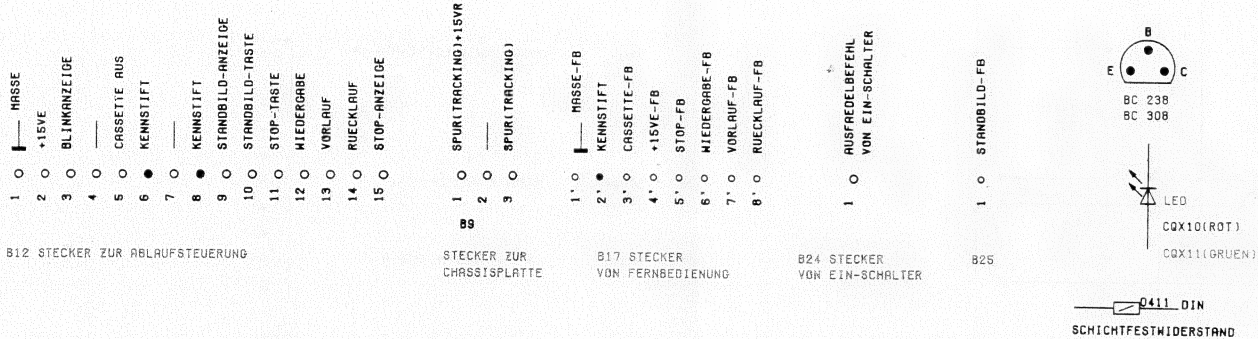 MASSE
+15VE
BLINKANZEIGE
CASSETTE AUS
KENNSTIFT
KENNSTIFT
STANDBILD-ANZEIGE
STANDBILD-TASTE
STOP-TASTE
WIEDERGABE
VORLAUF
RUECKLAUF
STOP-ANZEIGE
1 2 3 4 5 6 7 8 9 10 11 12 13 14 15
B12 STECKER ZUR ABLAUFSTEUERUNG
SPUR(TRACKING)+15VR
SPUR(TRACKING)
1 2 3
B9
STECKER ZUR
CHASSISPLATTE
MASSE-FB
KENNSTIFT
CASSETTE-FB
+15VE-FB
STOP-FB
WIEDERGABE-FB
VORLAUF-FB
RUECKLAUF-FB
1' 2' 3' 4' 5' 6' 7' 8'
B17 STECKER
VON FERNBEDIENUNG
AUSFAEDELBEFEHL
VON EIN-SCHALTER
1
B24 STECKER
VON EIN-SCHALTER
STANDBILD-FB
1
B25
B
E C
BC 238
BC 308
LED
CQX10(ROT)
CQX11(GRUEN)
0411 DIN
SCHICHTFESTWIDERSTAND